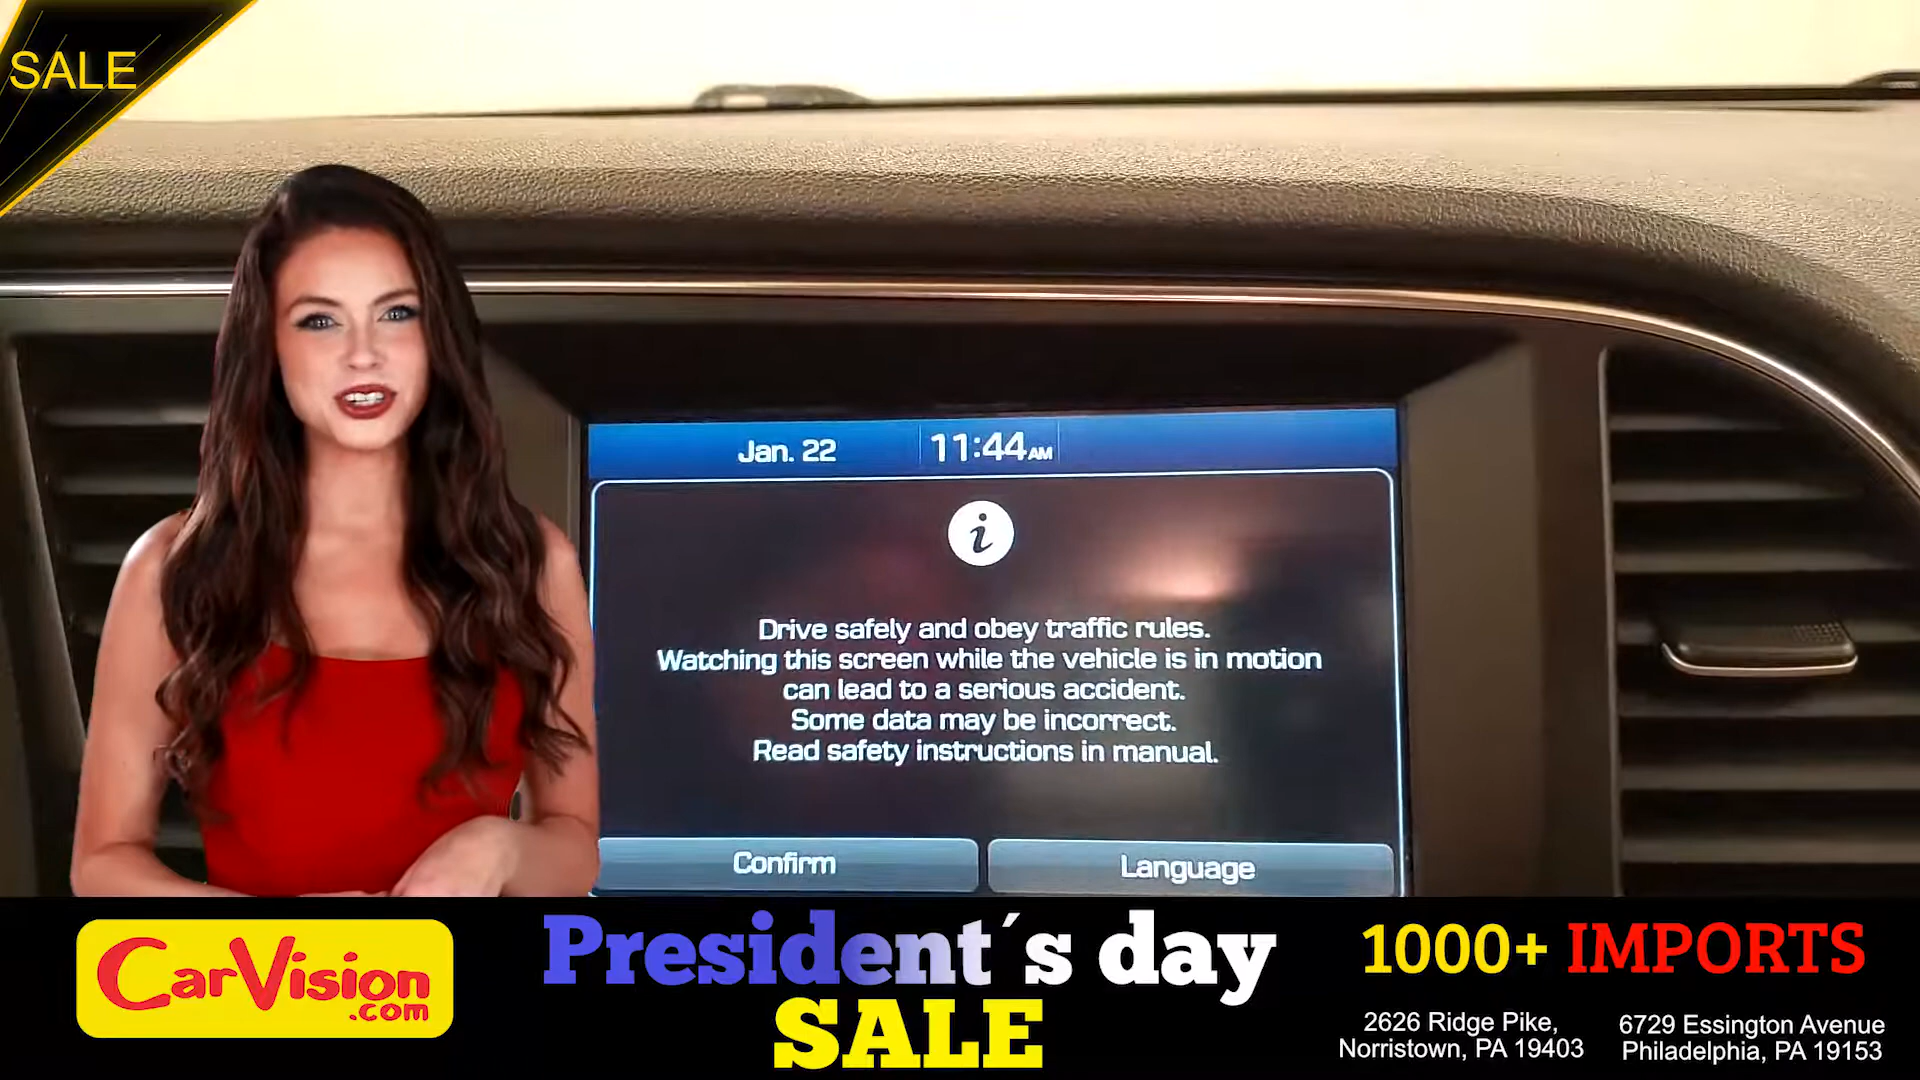 SALE
Jan. 22
11:44 AM
i
Drive safely and obey traffic rules.
Watching this screen while the vehicle is in motion
can lead to a serious accident.
Some data may be incorrect.
Read safety instructions in manual.
Confirm
Language
CarVision
.com
President´s day
SALE
1000+ IMPORTS
2626 Ridge Pike,
Norristown, PA 19403
6729 Essington Avenue
Philadelphia, PA 19153